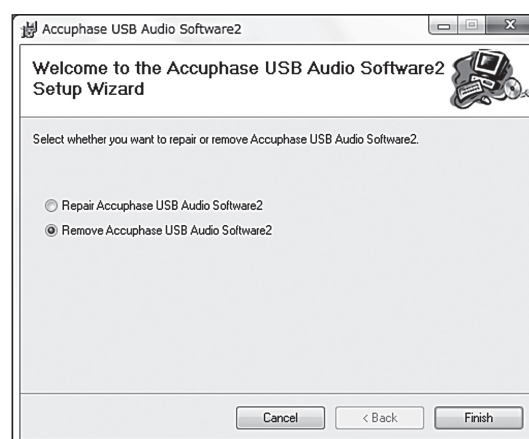 Accuphase USB Audio Software2
Welcome to the Accuphase USB Audio Software2
Setup Wizard
Select whether you want to repair or remove Accuphase USB Audio Software2.
Repair Accuphase USB Audio Software2
Remove Accuphase USB Audio Software2
Cancel
< Back
Finish